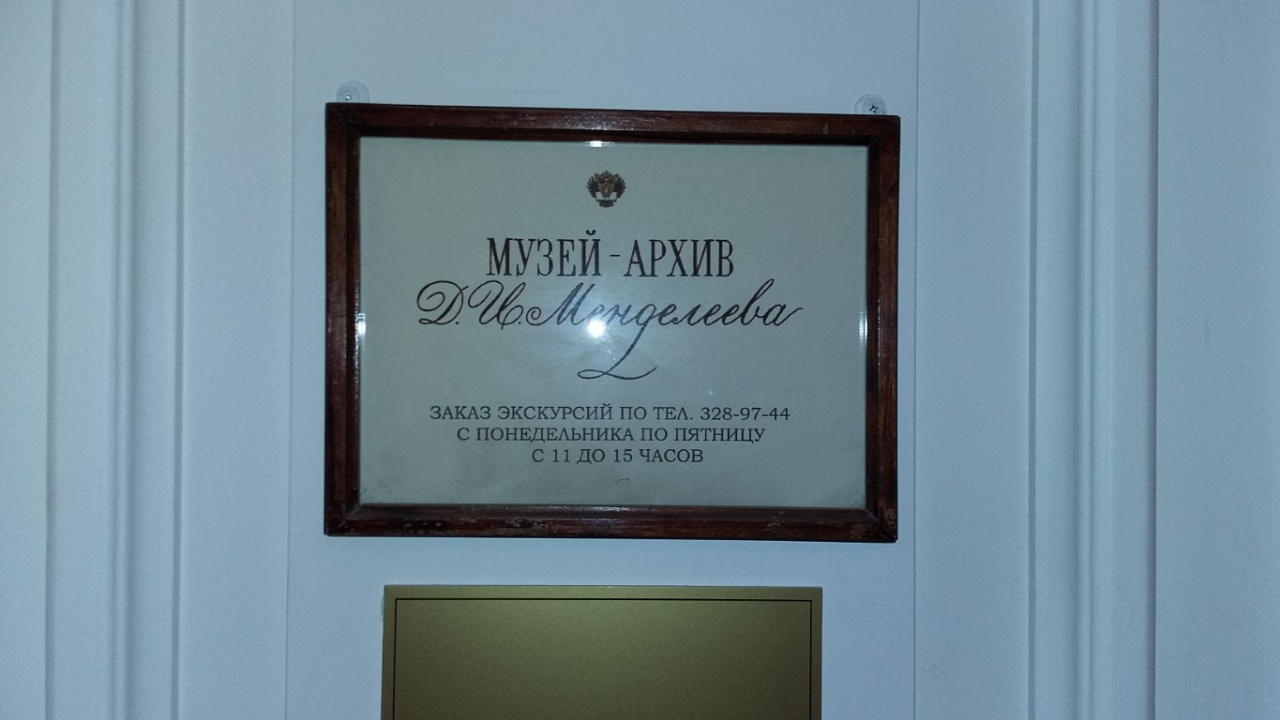 МУЗЕЙ-АРХИВ
Д.И.Менделеева
ЗАКАЗ ЭКСКУРСИЙ ПО ТЕЛ. 328-97-44
С ПОНЕДЕЛЬНИКА ПО ПЯТНИЦУ
С 11 ДО 15 ЧАСОВ